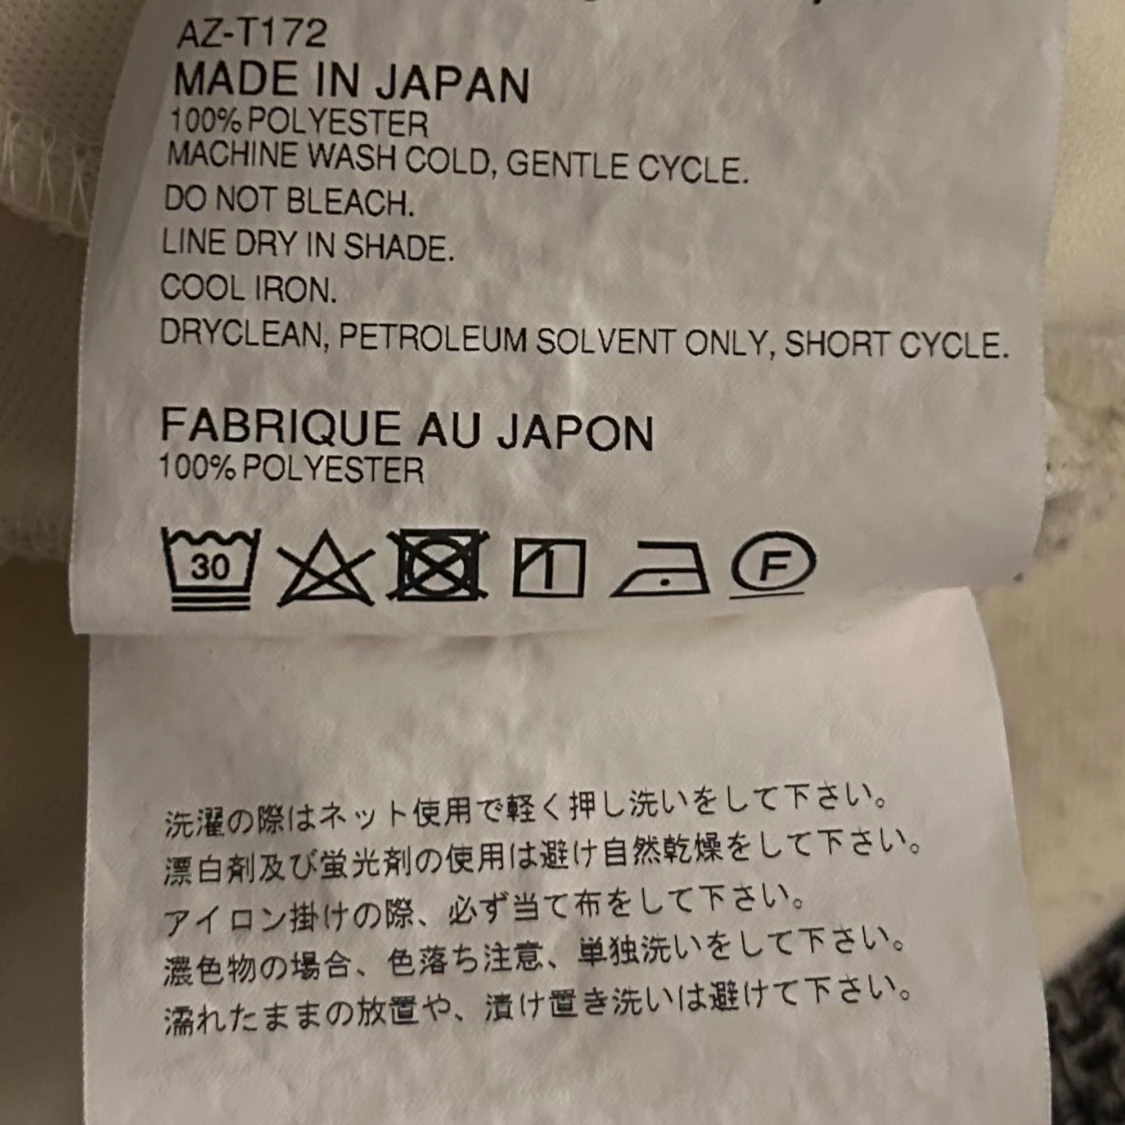 AZ-T172
MADE IN JAPAN
100% POLYESTER
MACHINE WASH COLD, GENTLE CYCLE.
DO NOT BLEACH.
LINE DRY IN SHADE.
COOL IRON.
DRYCLEAN, PETROLEUM SOLVENT ONLY, SHORT CYCLE.
FABRIQUE AU JAPON
100% POLYESTER
30 F
洗濯の際はネット使用で軽く押し洗いをして下さい。
漂白剤及び蛍光剤の使用は避け自然乾燥をして下さい。
アイロン掛けの際、必ず当て布をして下さい。
濃色物の場合、色落ち注意、単独洗いをして下さい。
濡れたままの放置や、漬け置き洗いは避けて下さい。